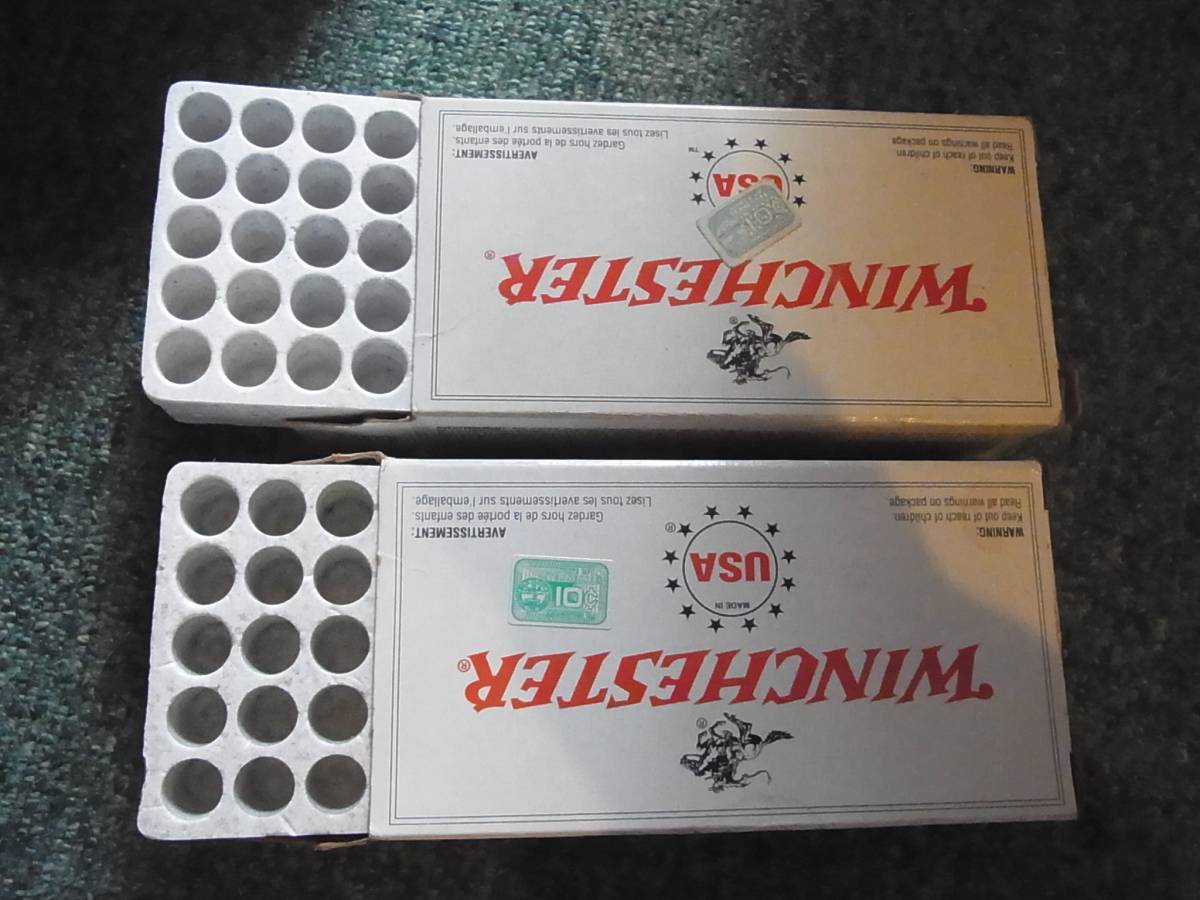 WINCHESTER®
USA
™
WARNING:
Keep out of reach of children
Read all warnings on package
AVERTISSEMENT:
Gardez hors de la portée des enfants.
Lisez tous les avertissements sur l'emballage.
10
WINCHESTER®
MADE IN
USA
®
WARNING:
Keep out of reach of children.
Read all warnings on package.
AVERTISSEMENT:
Gardez hors de la portée des enfants.
Lisez tous les avertissements sur l'emballage.
10